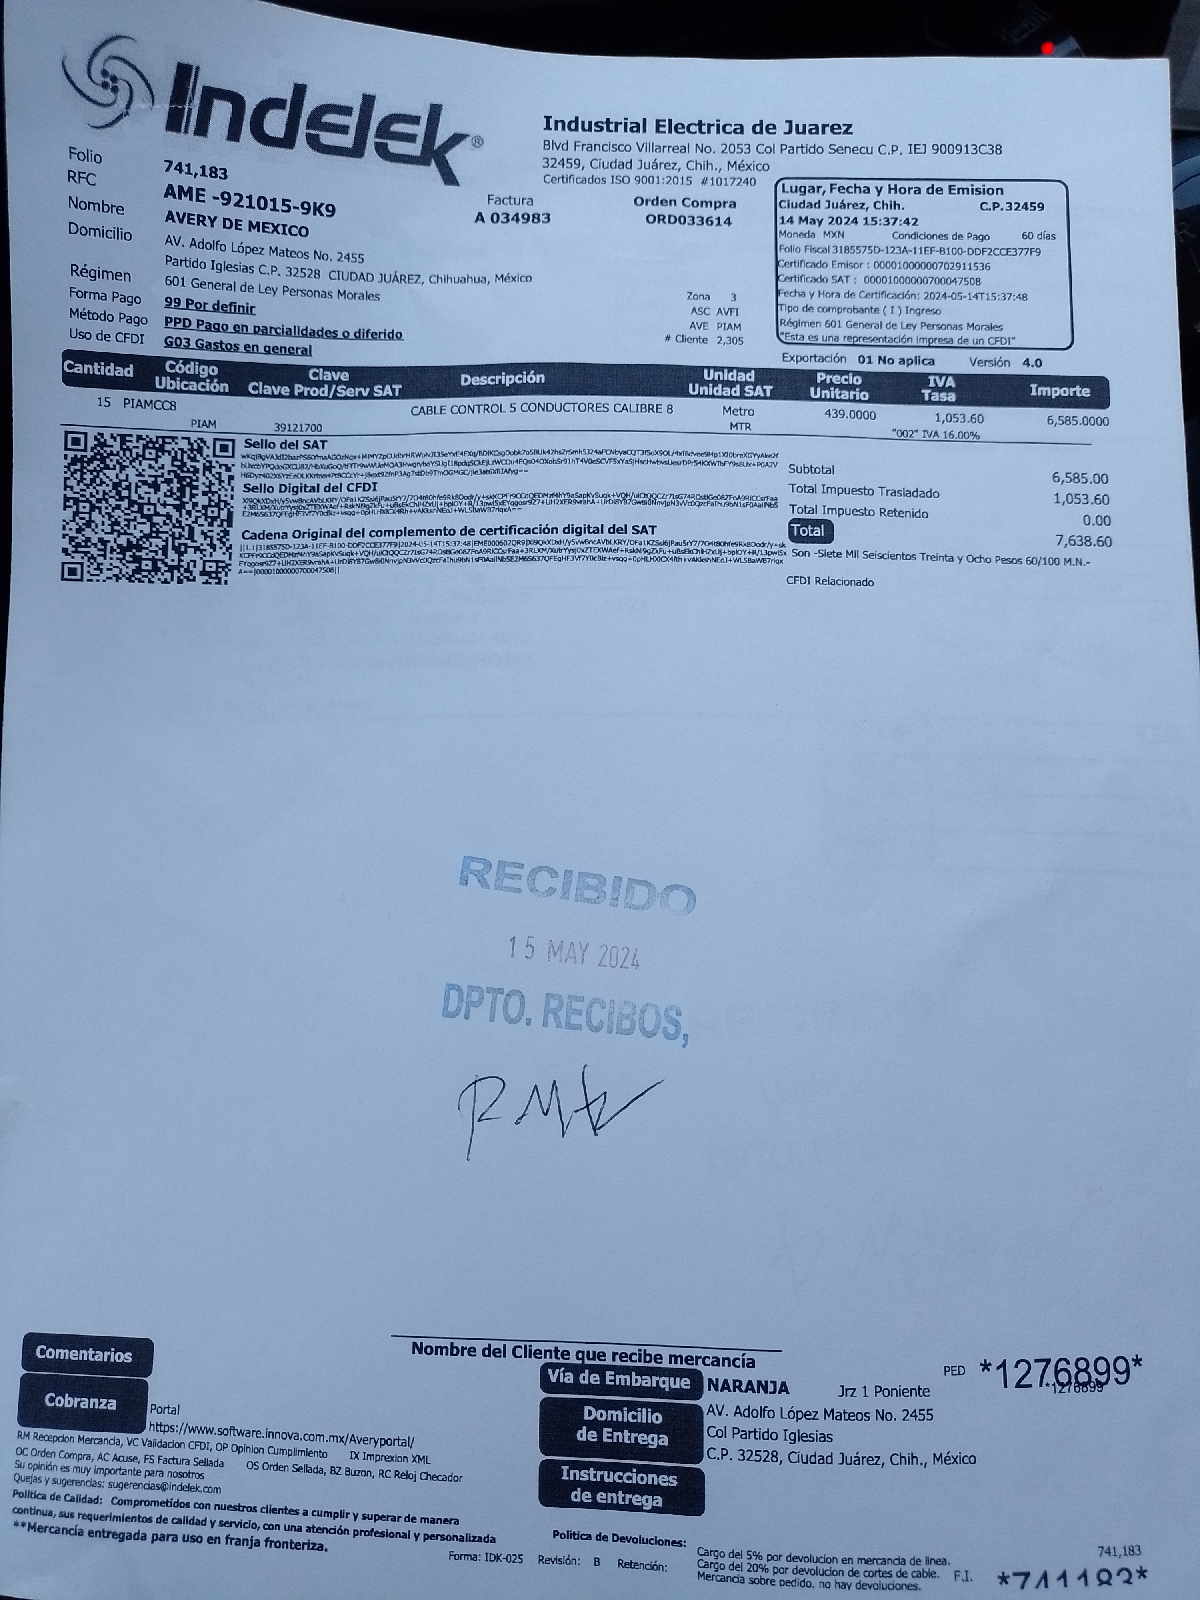 Indelek®
Industrial Electrica de Juarez
Blvd Francisco Villarreal No. 2053 Col Partido Senecu C.P. IEJ 900913C38
32459, Ciudad Juárez, Chih., México
Certificados ISO 9001:2015 #1017240
Folio 741,183
RFC AME -921015-9K9
Nombre AVERY DE MEXICO
Domicilio AV. Adolfo López Mateos No. 2455
Partido Iglesias C.P. 32528 CIUDAD JUÁREZ, Chihuahua, México
Régimen 601 General de Ley Personas Morales
Forma Pago 99 Por definir
Método Pago PPD Pago en parcialidades o diferido
Uso de CFDI G03 Gastos en general
Factura
A 034983
Orden Compra
ORD033614
Zona 3
ASC AVFI
AVE PIAM
# Cliente 2,305
Lugar, Fecha y Hora de Emision
Ciudad Juárez, Chih. C.P.32459
14 May 2024 15:37:42
Moneda MXN Condiciones de Pago 60 días
Folio Fiscal 3185575D-123A-11EF-B100-DDF2CCE377F9
Certificado Emisor : 00001000000702911536
Certificado SAT : 00001000000700047508
Fecha y Hora de Certificación: 2024-05-14T15:37:48
Tipo de comprobante ( I ) Ingreso
Régimen 601 General de Ley Personas Morales
"Esta es una representación impresa de un CFDI"
Exportación 01 No aplica Versión 4.0
Cantidad Código Ubicación Clave Clave Prod/Serv SAT Descripción Unidad Unidad SAT Precio Unitario IVA Tasa Importe
15 PIAMCC8 CABLE CONTROL 5 CONDUCTORES CALIBRE 8 Metro 439.0000 1,053.60 6,585.0000
PIAM 39121700 MTR "002" IVA 16.00%
Sello del SAT
Sello Digital del CFDI
Cadena Original del complemento de certificación digital del SAT
Subtotal 6,585.00
Total Impuesto Trasladado 1,053.60
Total Impuesto Retenido 0.00
Total 7,638.60
Son -Siete Mil Seiscientos Treinta y Ocho Pesos 60/100 M.N.-
CFDI Relacionado
RECIBIDO
15 MAY 2024
DPTO. RECIBOS,
Nombre del Cliente que recibe mercancía
Comentarios
Cobranza
Portal
https://www.software.innova.com.mx/Averyportal/
RM Recepcion Mercancia, VC Validacion CFDI, OP Opinion Cumplimiento IX Imprexion XML
OC Orden Compra, AC Acuse, FS Factura Sellada OS Orden Sellada, BZ Buzon, RC Reloj Checador
Su opinión es muy importante para nosotros
Quejas y sugerencias: sugerencias@indelek.com
Politica de Calidad: Comprometidos con nuestros clientes a cumplir y superar de manera
continua, sus requerimientos de calidad y servicio, con una atención profesional y personalizada
**Mercancía entregada para uso en franja fronteriza.
Vía de Embarque NARANJA Jrz 1 Poniente
PED *1276899*
*1276899*
Domicilio de Entrega
AV. Adolfo López Mateos No. 2455
Col Partido Iglesias
C.P. 32528, Ciudad Juárez, Chih., México
Instrucciones de entrega
Forma: IDK-025 Revisión: B Retención:
Politica de Devoluciones:
Cargo del 5% por devolucion en mercancia de linea.
Cargo del 20% por devolucion de cortes de cable. F.I.
Mercancia sobre pedido, no hay devoluciones.
741,183
*741183*